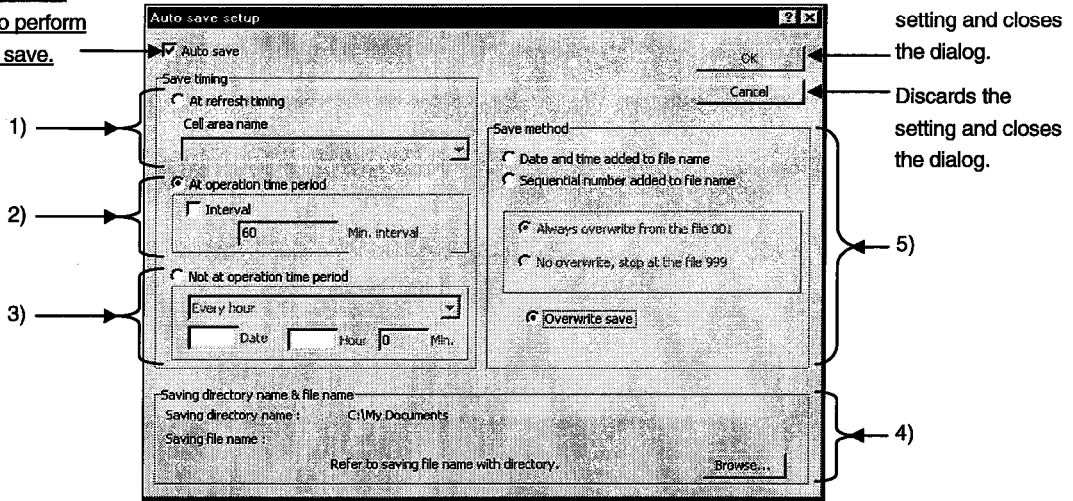 o perform
save.
Auto save setup
Auto save
OK
Cancel
setting and closes
the dialog.
Discards the
setting and closes
the dialog.
Save timing
1)
At refresh timing
Cell area name
2)
At operation time period
Interval
60 Min. interval
3)
Not at operation time period
Every hour
Date Hour 0 Min.
Save method
Date and time added to file name
Sequential number added to file name
Always overwrite from the file 001
No overwrite, stop at the file 999
Overwrite save
5)
Saving directory name & file name
Saving directory name : C:\My Documents
Saving file name :
Refer to saving file name with directory.
Browse...
4)